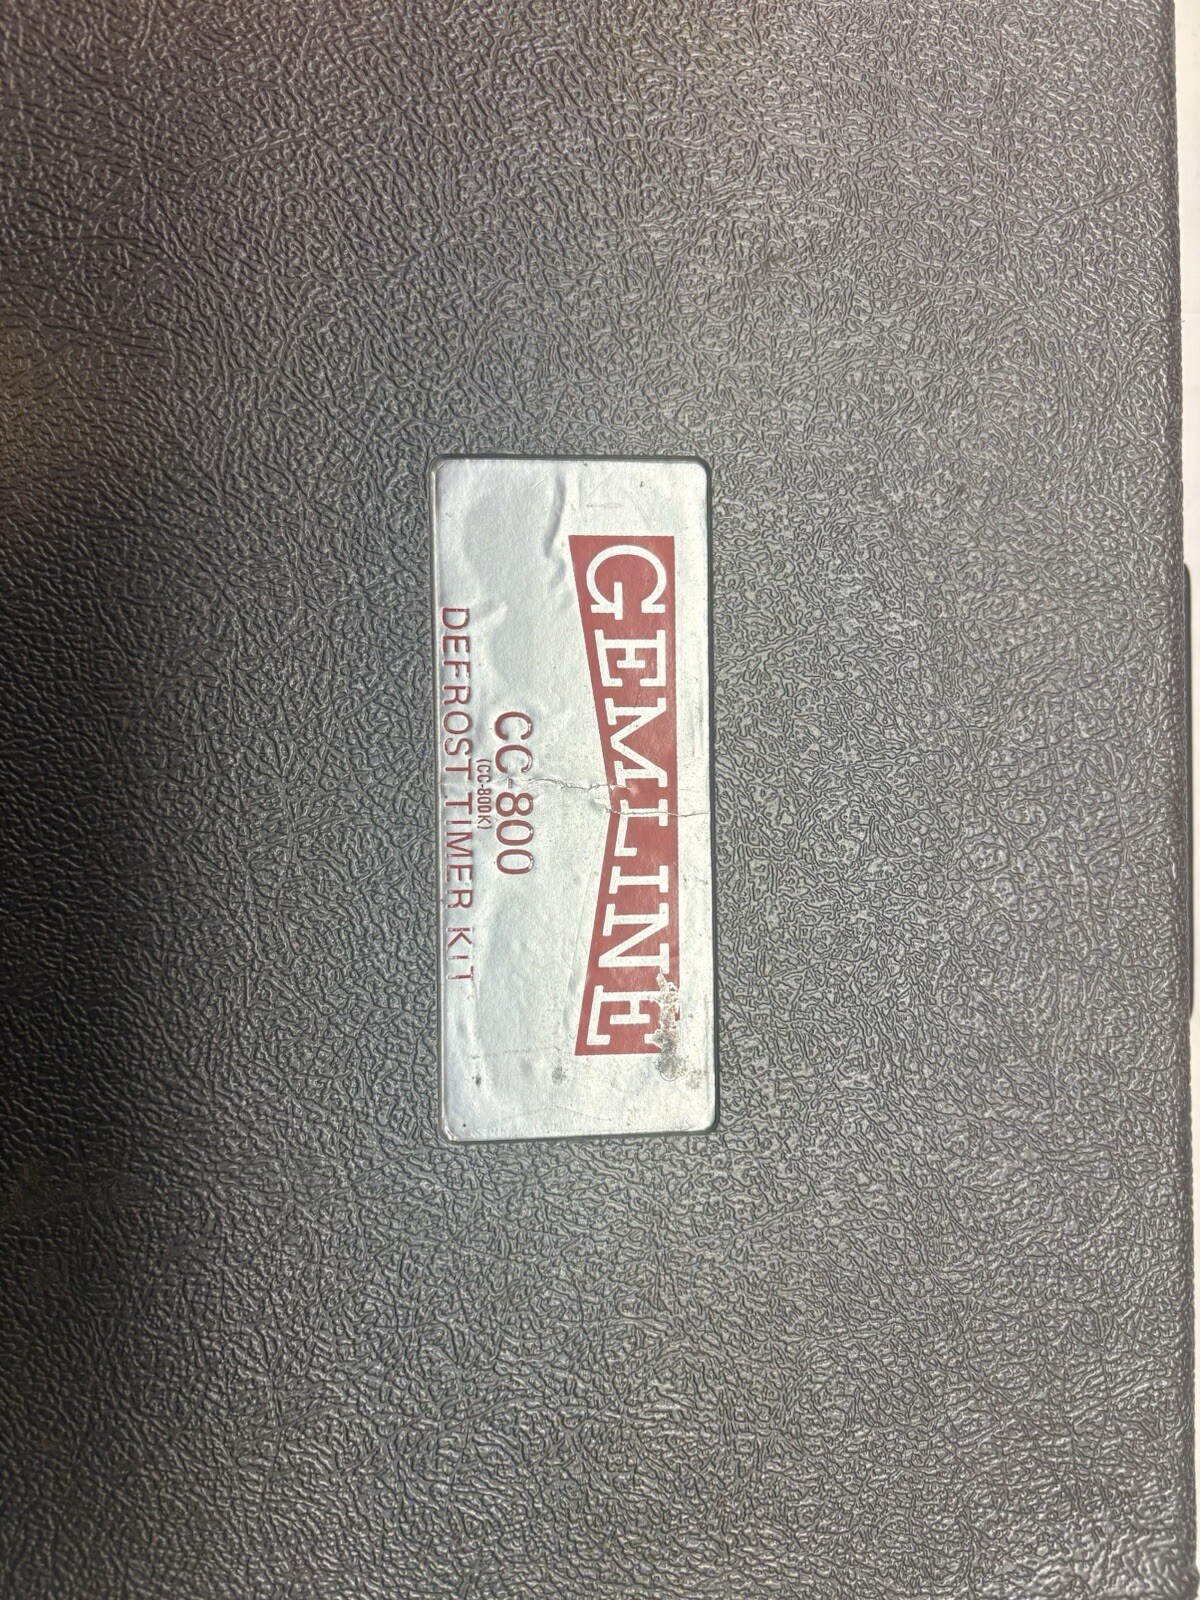 GEMLINE
CC-800
(CC-800K)
DEFROST TIMER KIT